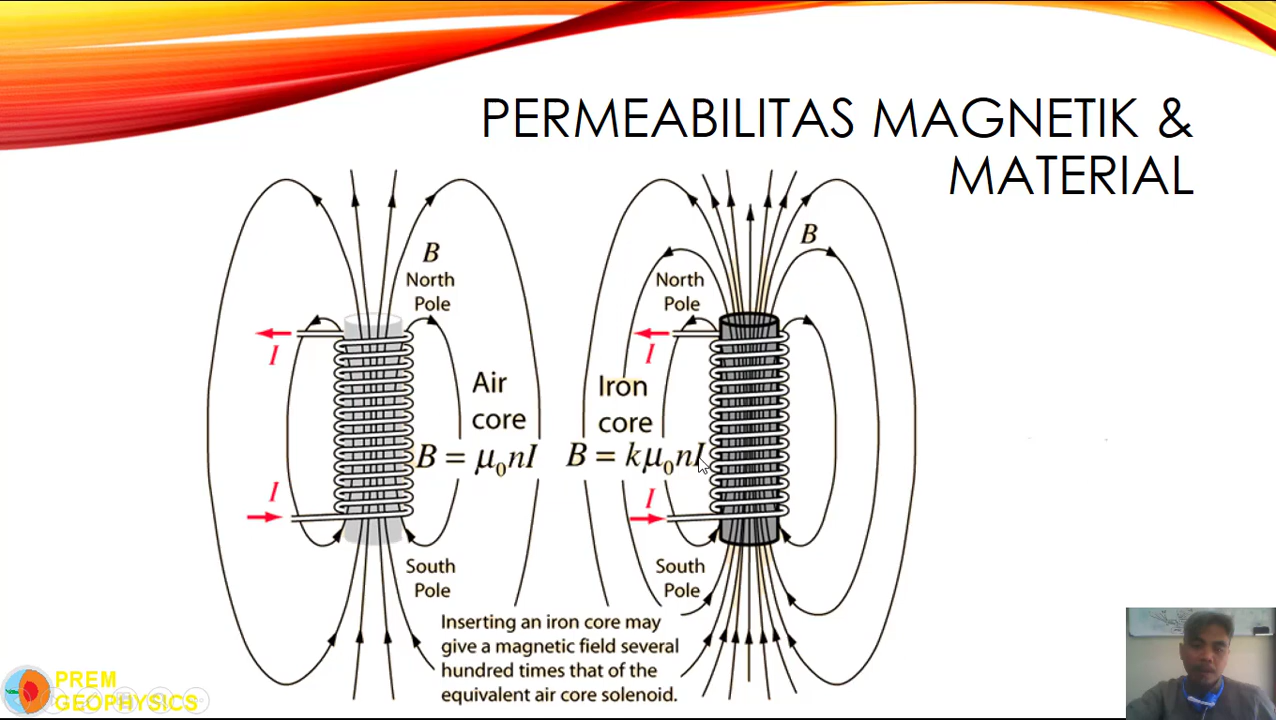 PERMEABILITAS MAGNETIK &
MATERIAL
B
North
Pole
I
Air
core
B = μ₀nI
I
South
Pole
B
North
Pole
I
Iron
core
B = kμ₀nI
I
South
Pole
Inserting an iron core may
give a magnetic field several
hundred times that of the
equivalent air core solenoid.
PREM
GEOPHYSICS